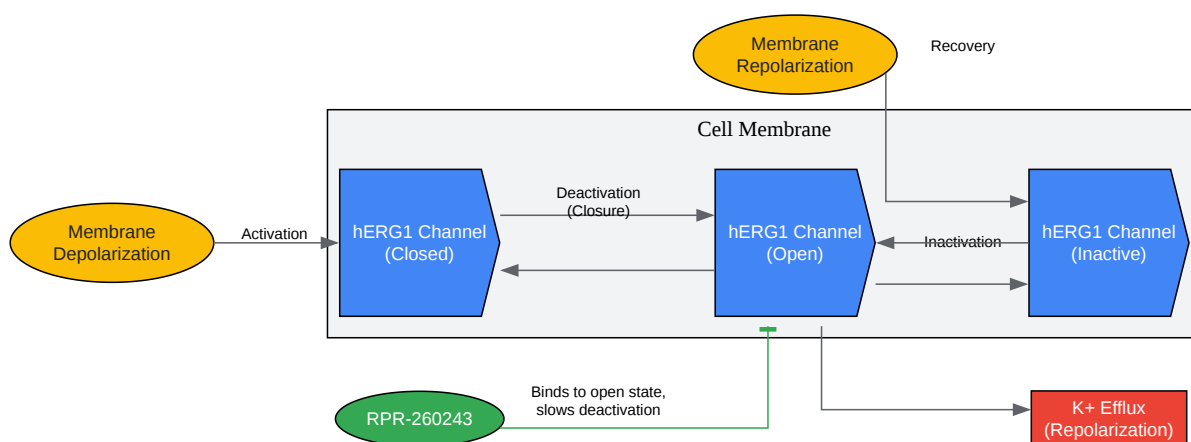 Membrane
Repolarization
Recovery
Cell Membrane
Membrane
Depolarization
Activation
hERG1 Channel
(Closed)
Deactivation
(Closure)
hERG1 Channel
(Open)
Inactivation
hERG1 Channel
(Inactive)
RPR-260243
Binds to open state,
slows deactivation
K+ Efflux
(Repolarization)